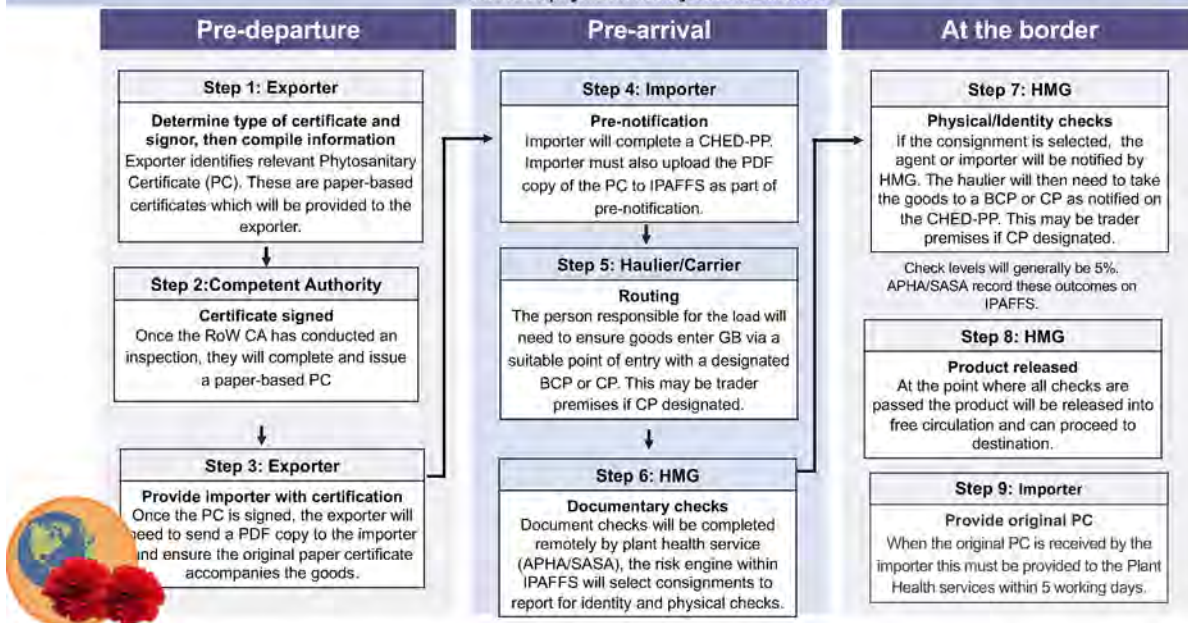 Pre-departure
Step 1: Exporter
Determine type of certificate and
signor, then compile information
Exporter identifies relevant Phytosanitary
Certificate (PC). These are paper-based
certificates which will be provided to the
exporter.
Step 2:Competent Authority
Certificate signed
Once the RoW CA has conducted an
inspection, they will complete and issue
a paper-based PC
Step 3: Exporter
Provide importer with certification
Once the PC is signed, the exporter will
need to send a PDF copy to the importer
and ensure the original paper certificate
accompanies the goods.
Pre-arrival
Step 4: Importer
Pre-notification
Importer will complete a CHED-PP.
Importer must also upload the PDF
copy of the PC to IPAFFS as part of
pre-notification.
Step 5: Haulier/Carrier
Routing
The person responsible for the load will
need to ensure goods enter GB via a
suitable point of entry with a designated
BCP or CP. This may be trader
premises if CP designated.
Step 6: HMG
Documentary checks
Document checks will be completed
remotely by plant health service
(APHA/SASA), the risk engine within
IPAFFS will select consignments to
report for identity and physical checks.
At the border
Step 7: HMG
Physical/Identity checks
If the consignment is selected, the
agent or importer will be notified by
HMG. The haulier will then need to take
the goods to a BCP or CP as notified on
the CHED-PP. This may be trader
premises if CP designated.
Check levels will generally be 5%.
APHA/SASA record these outcomes on
IPAFFS.
Step 8: HMG
Product released
At the point where all checks are
passed the product will be released into
free circulation and can proceed to
destination.
Step 9: Importer
Provide original PC
When the original PC is received by the
importer this must be provided to the Plant
Health services within 5 working days.